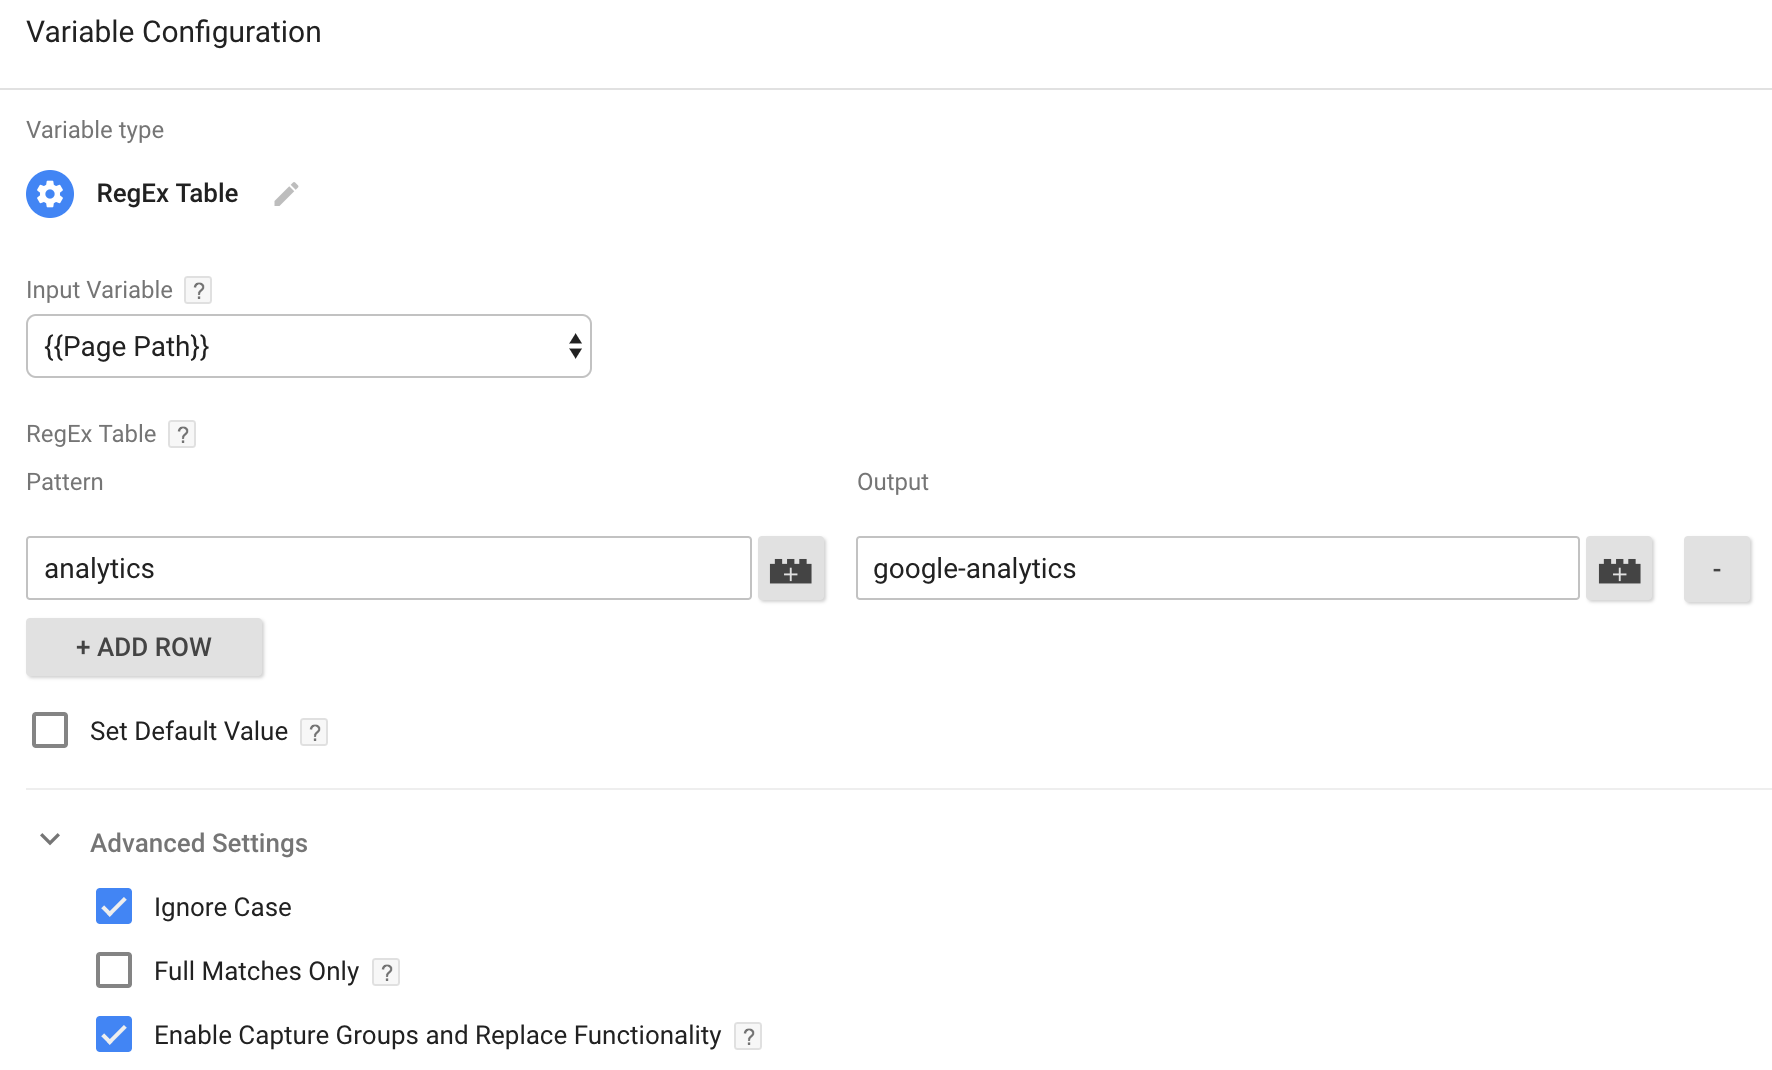 Variable Configuration
Variable type
RegEx Table
Input Variable ?
{{Page Path}}
RegEx Table ?
Pattern Output
analytics google-analytics -
+ ADD ROW
Set Default Value ?
Advanced Settings
Ignore Case
Full Matches Only ?
Enable Capture Groups and Replace Functionality ?